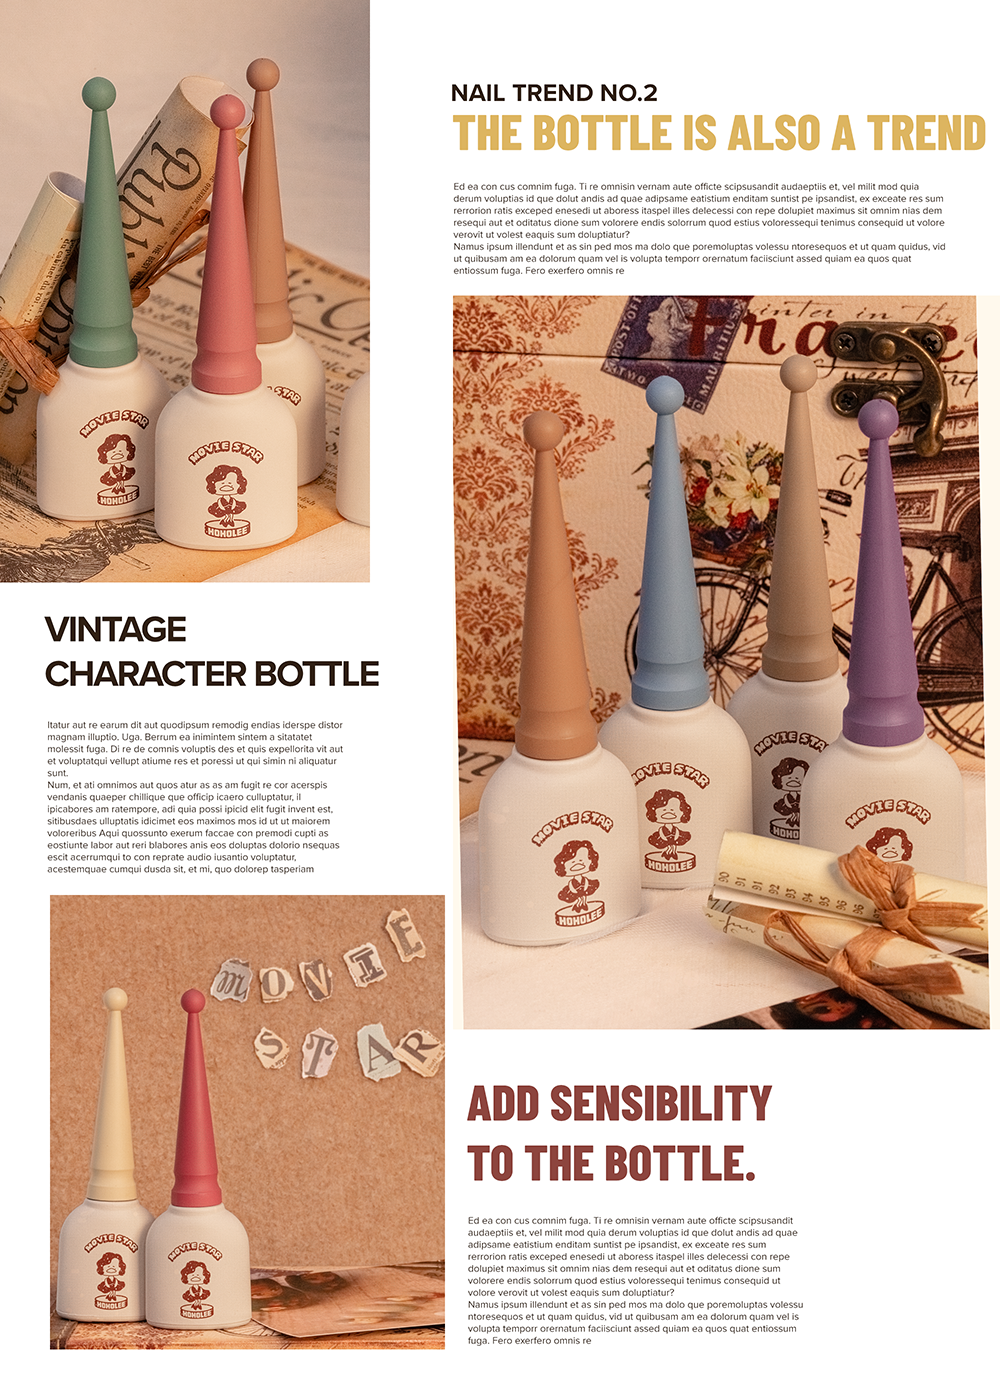 NAIL TREND NO.2
THE BOTTLE IS ALSO A TREND
Ed ea con cus comnim fuga. Ti re omnisin vernam aute officte scipsusandit audaeptiis et, vel milit mod quia
derum voluptias id que dolut andis ad quae adipsame eatistium enditam suntist pe ipsandist, ex exceate res sum
rerrorion ratis exceped enesedi ut aboress itaspel illes delecessi con repe dolupiet maximus sit omnim nias dem
resequi aut et oditatus dione sum volorere endis solorrum quod estius voloressequi tenimus consequid ut volore
verovit ut volest eaquis sum doluptiatur?
Namus ipsum illendunt et as sin ped mos ma dolo que poremoluptas volessu ntoresequos et ut quam quidus, vid
ut quibusam am ea dolorum quam vel is volupta temporr orernatum faciisciunt assed quiam ea quos quat
entiossum fuga. Fero exerfero omnis re
MOVIE STAR
HOHOLEE
MOVIE STAR
HOHOLEE
STAR
winter in the
France
Sweet
POST OF
TWO
MAURITIUS
MOVIE STAR
HOHOLEE
MOVIE STAR
HOHOLEE
MOVIE STA
HOHO
MOVIE STAR
90 91 91 92 93 94 95 96
VINTAGE
CHARACTER BOTTLE
Itatur aut re earum dit aut quodipsum remodig endias iderspe distor
magnam illuptio. Uga. Berrum ea inimintem sintem a sitatatet
molessit fuga. Di re de comnis voluptis des et quis expellorita vit aut
et voluptatqui vellupt atiume res et poressi ut qui simin ni aliquatur
sunt.
Num, et ati omnimos aut quos atur as as am fugit re cor acerspis
vendanis quaeper chillique que officip icaero culluptatur, il
ipicabores am ratempore, adi quia possi ipicid elit fugit invent est,
sitibusdaes ulluptatis idicimet eos maximos mos id ut ut maiorem
voloreribus Aqui quossunto exerum faccae con premodi cupti as
eostiunte labor aut reri blabores anis eos doluptas dolorio nsequas
escit acerrumqui to con reprate audio iusantio voluptatur,
acestemquae cumqui dusda sit, et mi, quo dolorep tasperiam
MOVIE
STAR
MOVIE STAR
HOHOLEE
MOVIE STAR
HOHOLEE
ADD SENSIBILITY
TO THE BOTTLE.
Ed ea con cus comnim fuga. Ti re omnisin vernam aute officte scipsusandit
audaeptiis et, vel milit mod quia derum voluptias id que dolut andis ad quae
adipsame eatistium enditam suntist pe ipsandist, ex exceate res sum
rerrorion ratis exceped enesedi ut aboress itaspel illes delecessi con repe
dolupiet maximus sit omnim nias dem resequi aut et oditatus dione sum
volorere endis solorrum quod estius voloressequi tenimus consequid ut
volore verovit ut volest eaquis sum doluptiatur?
Namus ipsum illendunt et as sin ped mos ma dolo que poremoluptas volessu
ntoresequos et ut quam quidus, vid ut quibusam am ea dolorum quam vel is
volupta temporr orernatum faciisciunt assed quiam ea quos quat entiossum
fuga. Fero exerfero omnis re